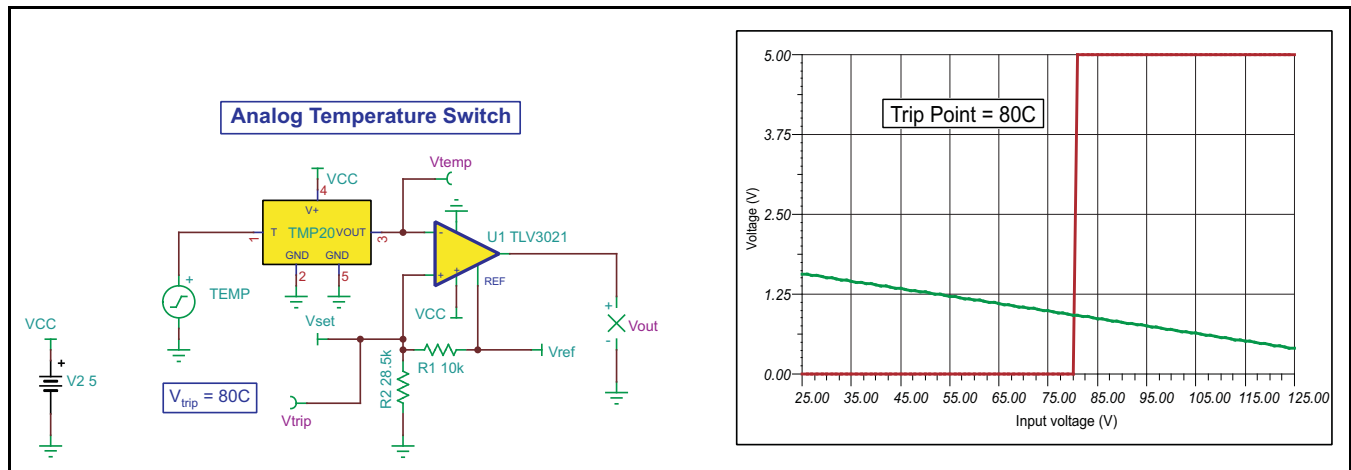 Analog Temperature Switch
Vtemp
VCC
4
V+
1
T
TMP20
VOUT
3
GND
GND
2
5
-
+
+
U1 TLV3021
REF
VCC
+
TEMP
Vset
Vref
R1 10k
R2 28.5k
Vtrip
Vtrip = 80C
VCC
+
V2 5
+
Vout
-
Trip Point = 80C
Voltage (V)
5.00
3.75
2.50
1.25
0.00
25.00 35.00 45.00 55.00 65.00 75.00 85.00 95.00 105.00 115.00 125.00
Input voltage (V)